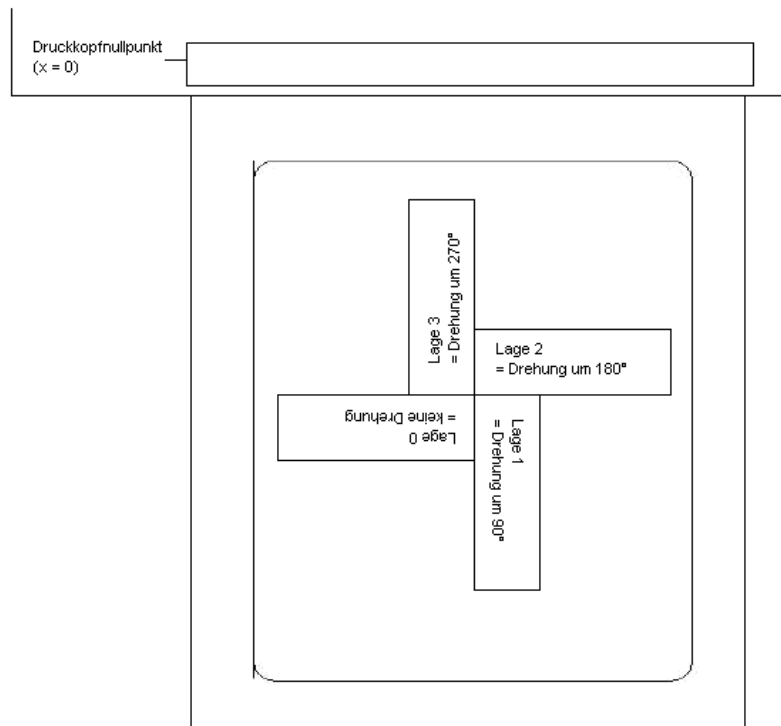 Druckkopfnullpunkt
(x = 0)
Lage 3
= Drehung um 270°
Lage 2
= Drehung um 180°
Lage 0
= keine Drehung
Lage 1
= Drehung um 90°